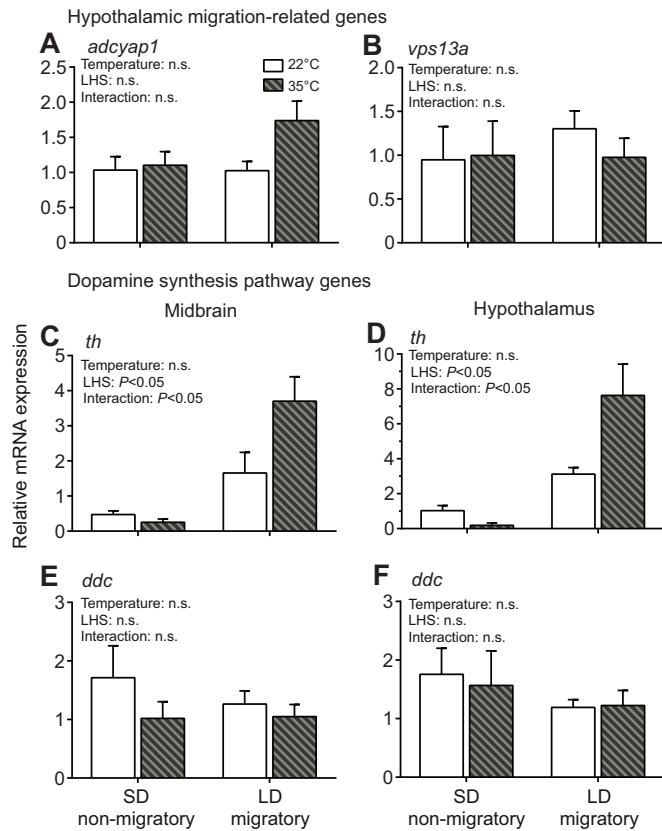 Hypothalamic migration-related genes
A
adcyap1
Temperature: n.s.
LHS: n.s.
Interaction: n.s.
22°C
35°C
2.5
2.0
1.5
1.0
0.5
0
B
vps13a
Temperature: n.s.
LHS: n.s.
Interaction: n.s.
2.0
1.5
1.0
0.5
0
Dopamine synthesis pathway genes
Midbrain
Hypothalamus
Relative mRNA expression
C
th
Temperature: n.s.
LHS: P<0.05
Interaction: P<0.05
5
4
3
2
1
0
D
th
Temperature: n.s.
LHS: P<0.05
Interaction: P<0.05
10
8
6
4
2
0
E
ddc
Temperature: n.s.
LHS: n.s.
Interaction: n.s.
3
2
1
0
SD
non-migratory
LD
migratory
F
ddc
Temperature: n.s.
LHS: n.s.
Interaction: n.s.
3
2
1
0
SD
non-migratory
LD
migratory